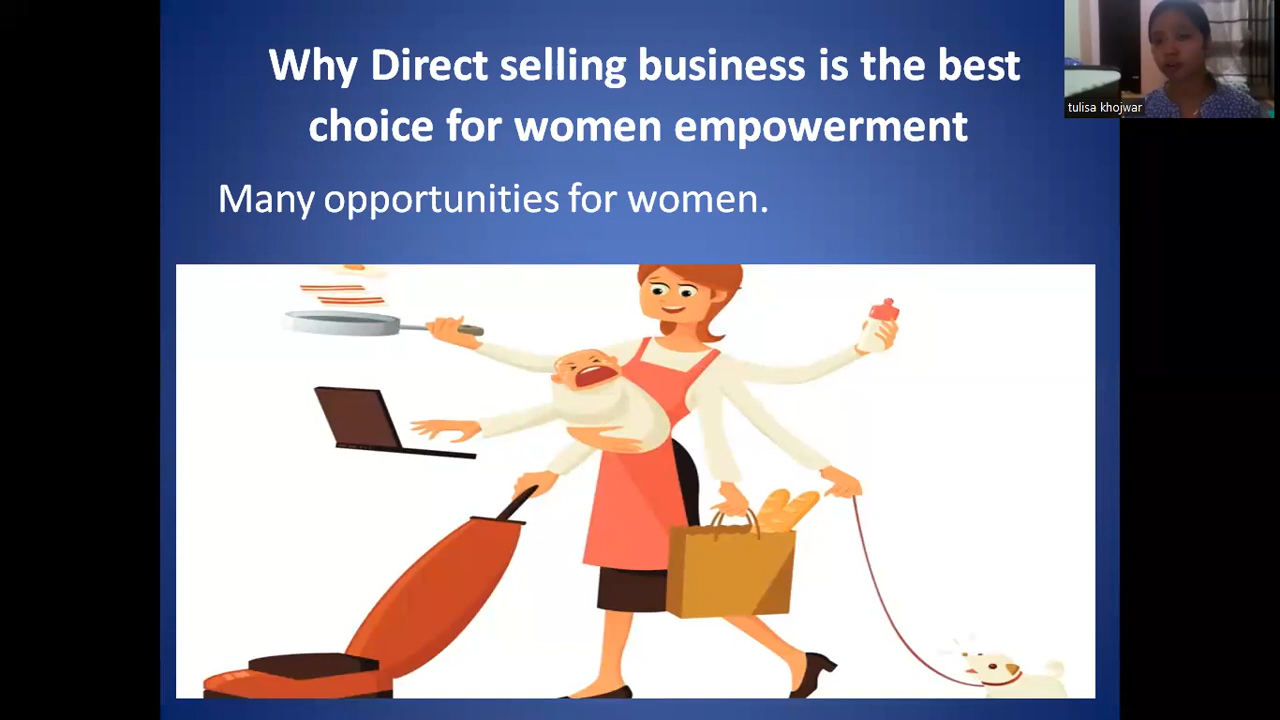 Why Direct selling business is the best
choice for women empowerment
Many opportunities for women.
tulisa khojwar